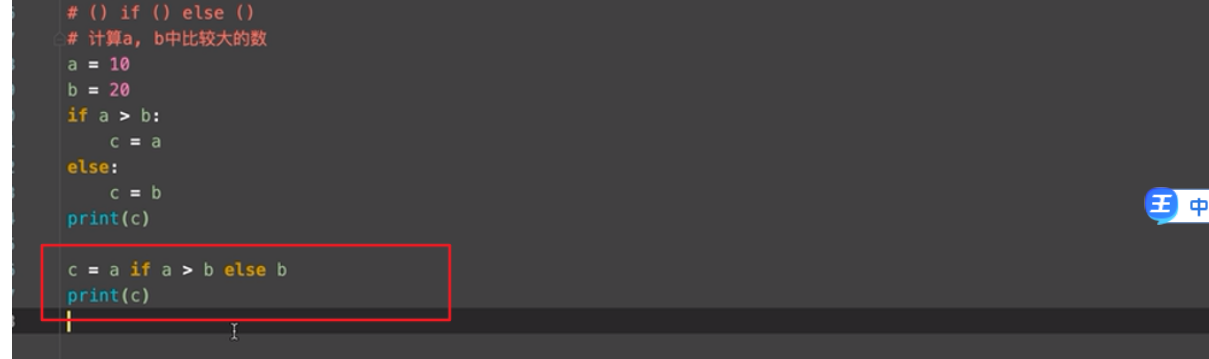 # () if () else ()
# 计算a, b中比较大的数
a = 10
b = 20
if a > b:
    c = a
else:
    c = b
print(c)
c = a if a > b else b
print(c)
王 中